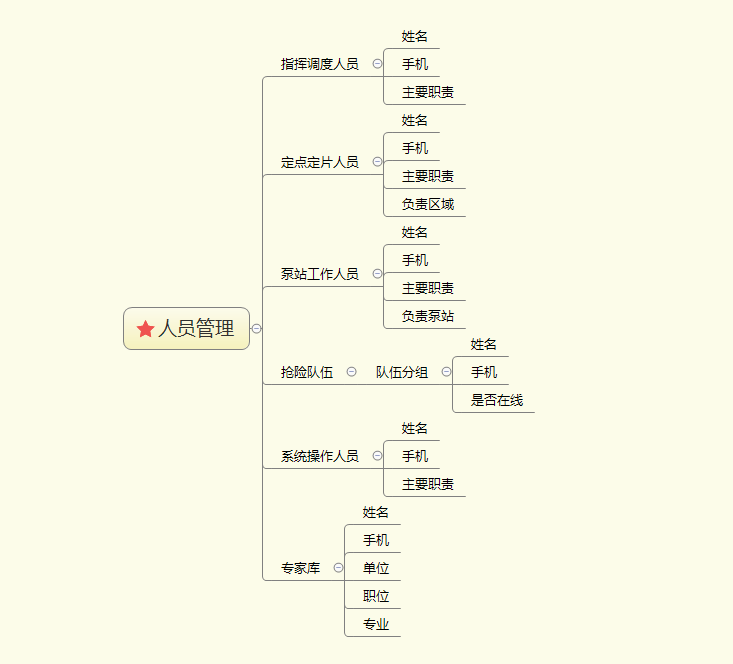 人员管理
指挥调度人员
姓名
手机
主要职责
定点定片人员
姓名
手机
主要职责
负责区域
泵站工作人员
姓名
手机
主要职责
负责泵站
抢险队伍
队伍分组
姓名
手机
是否在线
系统操作人员
姓名
手机
主要职责
专家库
姓名
手机
单位
职位
专业